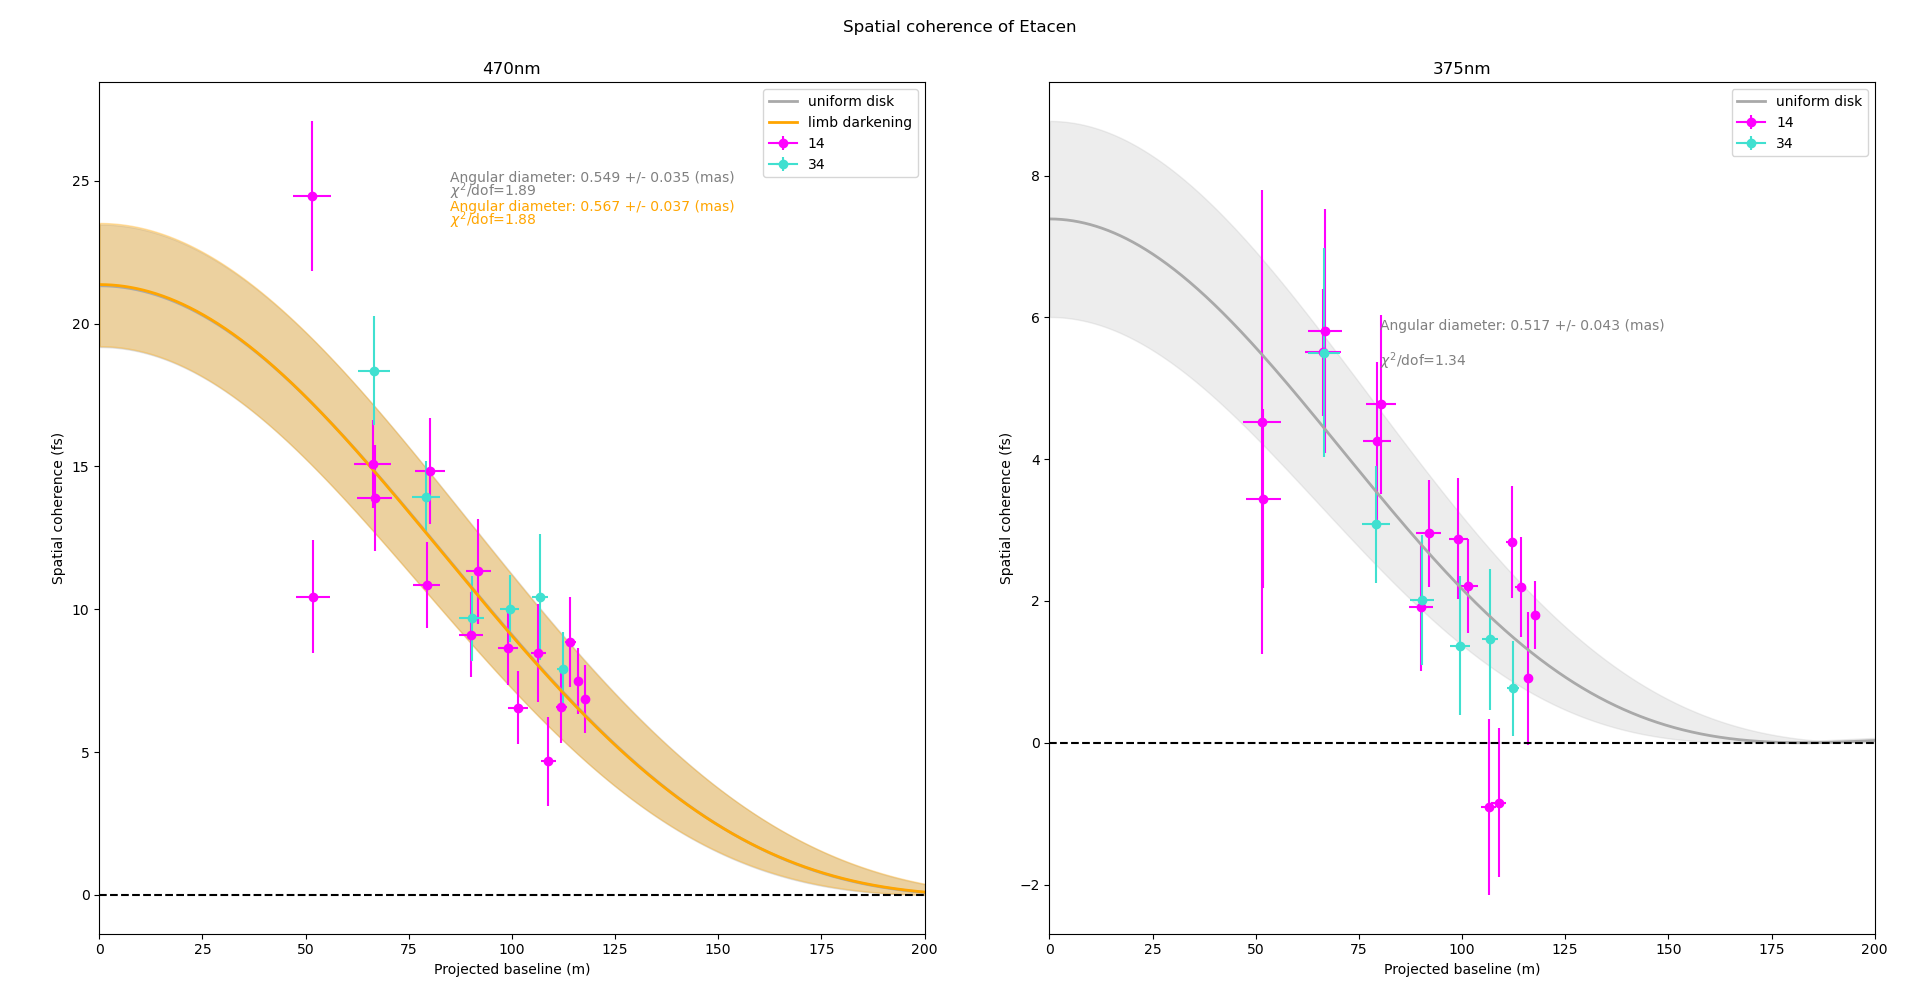 Spatial coherence of Etacen
470nm
uniform disk
limb darkening
14
34
Angular diameter: 0.549 +/- 0.035 (mas)
χ²/dof=1.89
Angular diameter: 0.567 +/- 0.037 (mas)
χ²/dof=1.88
25
20
15
10
5
0
Spatial coherence (fs)
0 25 50 75 100 125 150 175 200
Projected baseline (m)
375nm
uniform disk
14
34
Angular diameter: 0.517 +/- 0.043 (mas)
χ²/dof=1.34
8
6
4
2
0
−2
Spatial coherence (fs)
0 25 50 75 100 125 150 175 200
Projected baseline (m)